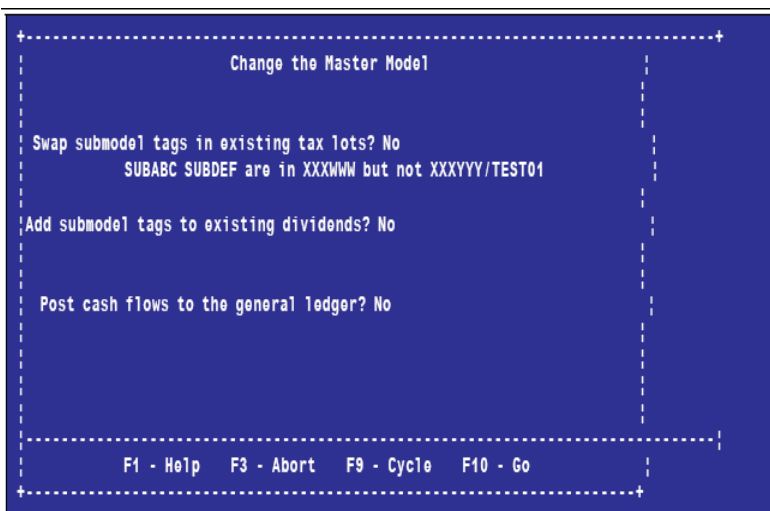 Change the Master Model
Swap submodel tags in existing tax lots? No
SUBABC SUBDEF are in XXXWWW but not XXXYYY/TEST01
Add submodel tags to existing dividends? No
Post cash flows to the general ledger? No
F1 - Help F3 - Abort F9 - Cycle F10 - Go